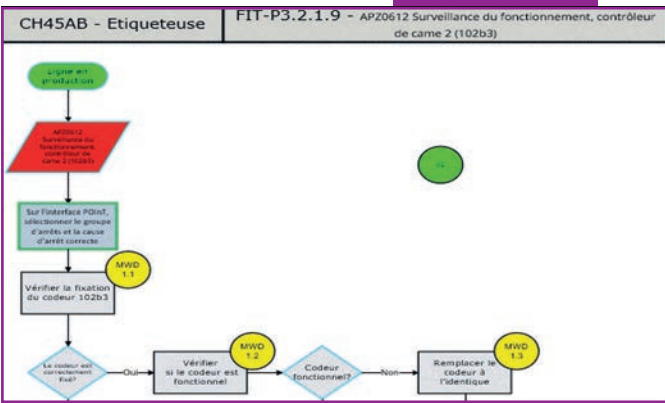 CH45AB - Etiqueteuse
FIT-P3.2.1.9 - APZ0612 Surveillance du fonctionnement, contrôleur
de came 2 (102b3)
Ligne en
production
APZ0612
Surveillance du
fonctionnement,
contrôleur de
came 2 (102b3)
Sur l'interface POInT,
sélectionner le groupe
d'arrêts et la cause
d'arrêt correcte
MWD
1.1
Vérifier la fixation
du codeur 102b3
Le codeur est
correctement
fixé?
Oui
MWD
1.2
Vérifier
si le codeur est
fonctionnel
Codeur
fonctionnel?
Non
MWD
1.3
Remplacer le
codeur à
l'identique